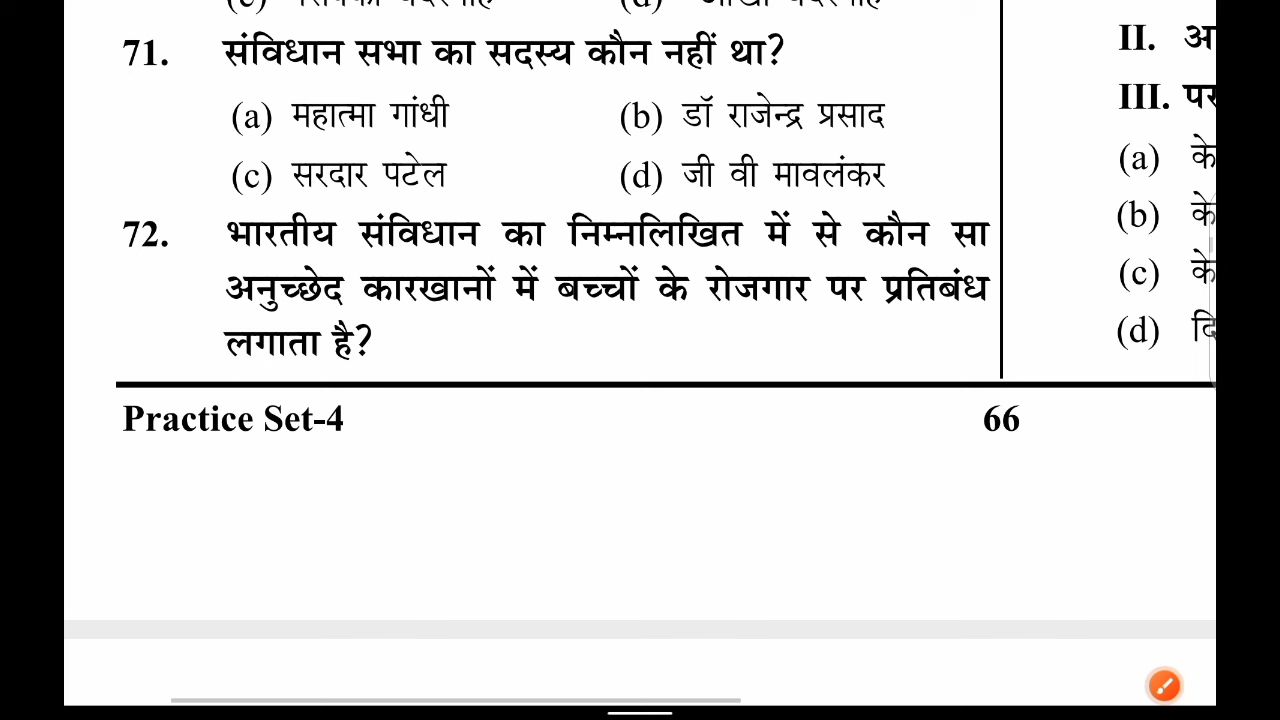 71. संविधान सभा का सदस्य कौन नहीं था?
(a) महात्मा गांधी (b) डॉ राजेन्द्र प्रसाद
(c) सरदार पटेल (d) जी वी मावलंकर
72. भारतीय संविधान का निम्नलिखित में से कौन सा
अनुच्छेद कारखानों में बच्चों के रोजगार पर प्रतिबंध
लगाता है?
Practice Set-4 66
II. अ
III. पर
(a) के
(b) के
(c) के
(d) दि